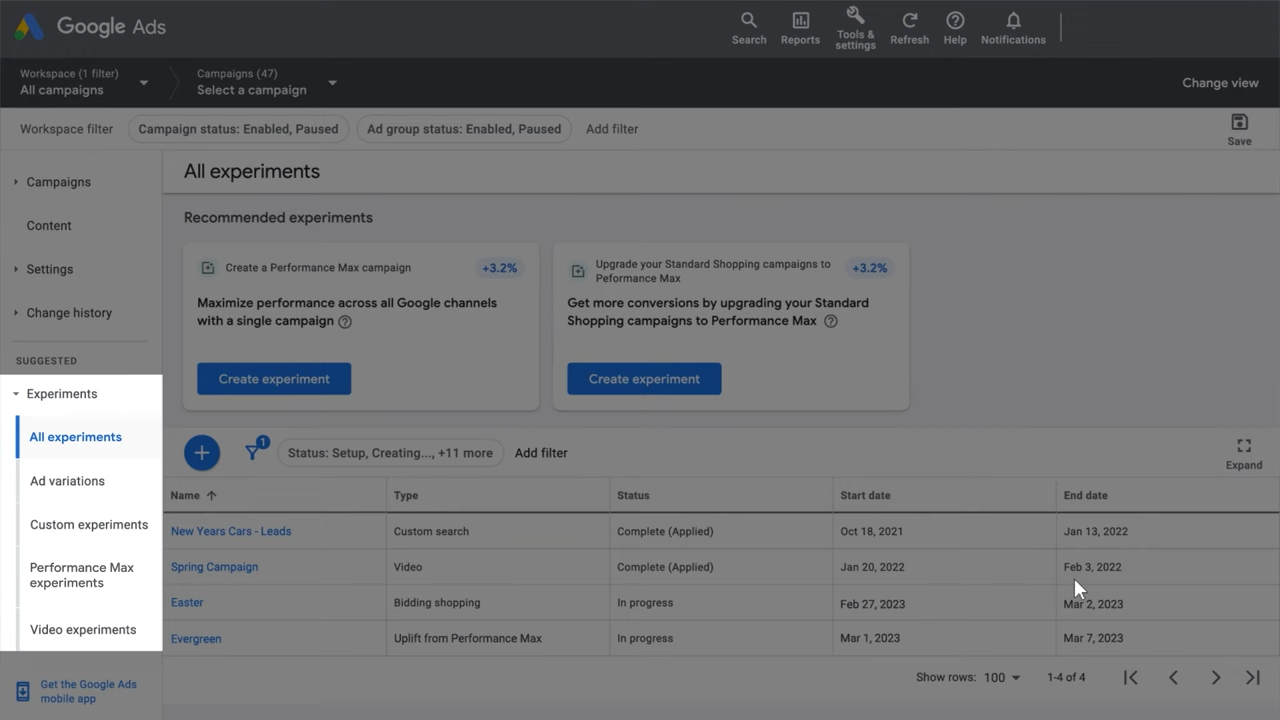 Google Ads
Search
Reports
Tools &
settings
Refresh
Help
Notifications
Workspace (1 filter)
All campaigns
Campaigns (47)
Select a campaign
Change view
Workspace filter
Campaign status: Enabled, Paused
Ad group status: Enabled, Paused
Add filter
Save
Campaigns
Content
Settings
Change history
SUGGESTED
Experiments
All experiments
Ad variations
Custom experiments
Performance Max
experiments
Video experiments
Get the Google Ads
mobile app
All experiments
Recommended experiments
Create a Performance Max campaign
+3.2%
Maximize performance across all Google channels
with a single campaign
Create experiment
Upgrade your Standard Shopping campaigns to
Peformance Max
+3.2%
Get more conversions by upgrading your Standard
Shopping campaigns to Performance Max
Create experiment
1
Status: Setup, Creating..., +11 more
Add filter
Expand
Name Type Status Start date End date
New Years Cars - Leads Custom search Complete (Applied) Oct 18, 2021 Jan 13, 2022
Spring Campaign Video Complete (Applied) Jan 20, 2022 Feb 3, 2022
Easter Bidding shopping In progress Feb 27, 2023 Mar 2, 2023
Evergreen Uplift from Performance Max In progress Mar 1, 2023 Mar 7, 2023
Show rows: 100
1-4 of 4